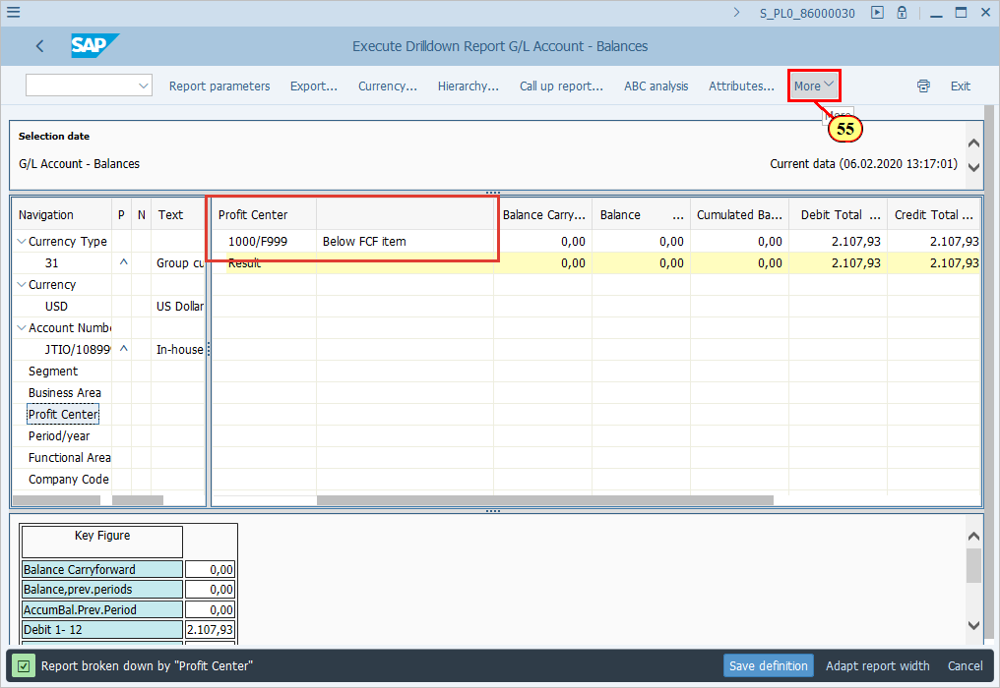 S_PL0_86000030
SAP
Execute Drilldown Report G/L Account - Balances
Report parameters Export... Currency... Hierarchy... Call up report... ABC analysis Attributes... More Exit
More
55
Selection date
G/L Account - Balances Current data (06.02.2020 13:17:01)
Navigation P N Text Profit Center Balance Carry... Balance ... Cumulated Ba... Debit Total ... Credit Total ...
Currency Type 1000/F999 Below FCF item 0,00 0,00 0,00 2.107,93 2.107,93
31 Group cu Result 0,00 0,00 0,00 2.107,93 2.107,93
Currency
USD US Dollar
Account Numbe
JTIO/108999 In-house
Segment
Business Area
Profit Center
Period/year
Functional Area
Company Code
Key Figure
Balance Carryforward 0,00
Balance,prev.periods 0,00
AccumBal.Prev.Period 0,00
Debit 1- 12 2.107,93
Report broken down by "Profit Center" Save definition Adapt report width Cancel